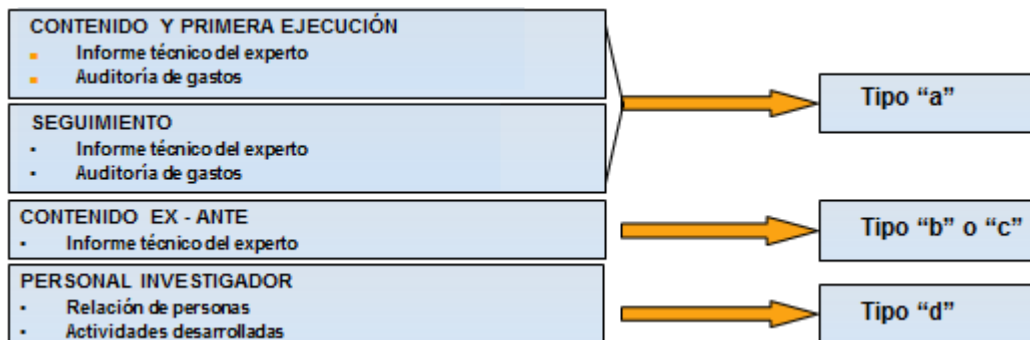 CONTENIDO Y PRIMERA EJECUCIÓN
Informe técnico del experto
Auditoría de gastos
Tipo “a”
SEGUIMIENTO
Informe técnico del experto
Auditoría de gastos
CONTENIDO EX - ANTE
Informe técnico del experto
Tipo “b” o “c”
PERSONAL INVESTIGADOR
Relación de personas
Actividades desarrolladas
Tipo “d”